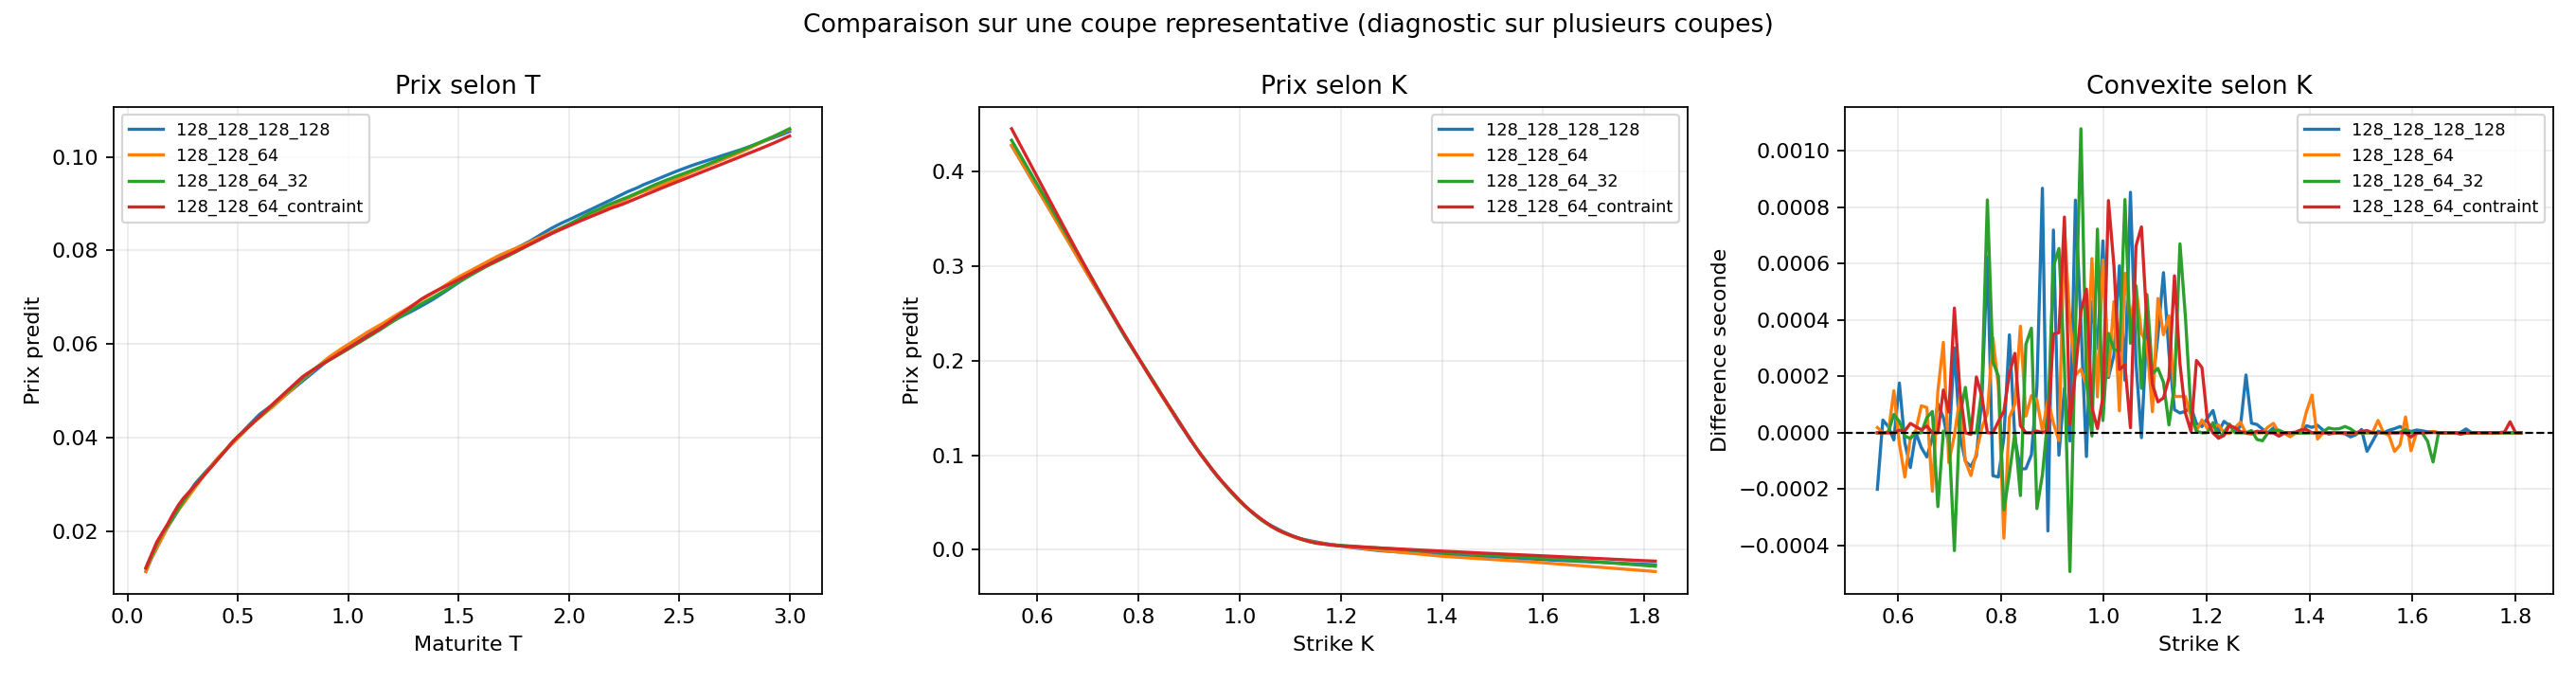 Comparaison sur une coupe representative (diagnostic sur plusieurs coupes)
Prix selon T
Prix predit
0.10
0.08
0.06
0.04
0.02
128_128_128_128
128_128_64
128_128_64_32
128_128_64_contraint
0.0 0.5 1.0 1.5 2.0 2.5 3.0
Maturite T
Prix selon K
Prix predit
0.4
0.3
0.2
0.1
0.0
128_128_128_128
128_128_64
128_128_64_32
128_128_64_contraint
0.6 0.8 1.0 1.2 1.4 1.6 1.8
Strike K
Convexite selon K
Difference seconde
0.0010
0.0008
0.0006
0.0004
0.0002
0.0000
−0.0002
−0.0004
128_128_128_128
128_128_64
128_128_64_32
128_128_64_contraint
0.6 0.8 1.0 1.2 1.4 1.6 1.8
Strike K